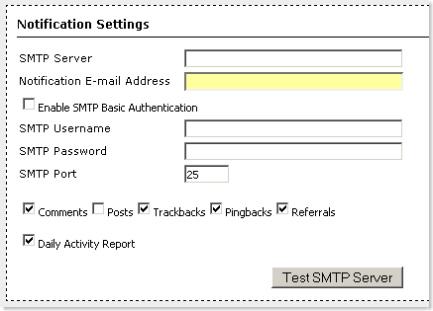 Notification Settings
SMTP Server
Notification E-mail Address
Enable SMTP Basic Authentication
SMTP Username
SMTP Password
SMTP Port 25
Comments Posts Trackbacks Pingbacks Referrals
Daily Activity Report
Test SMTP Server